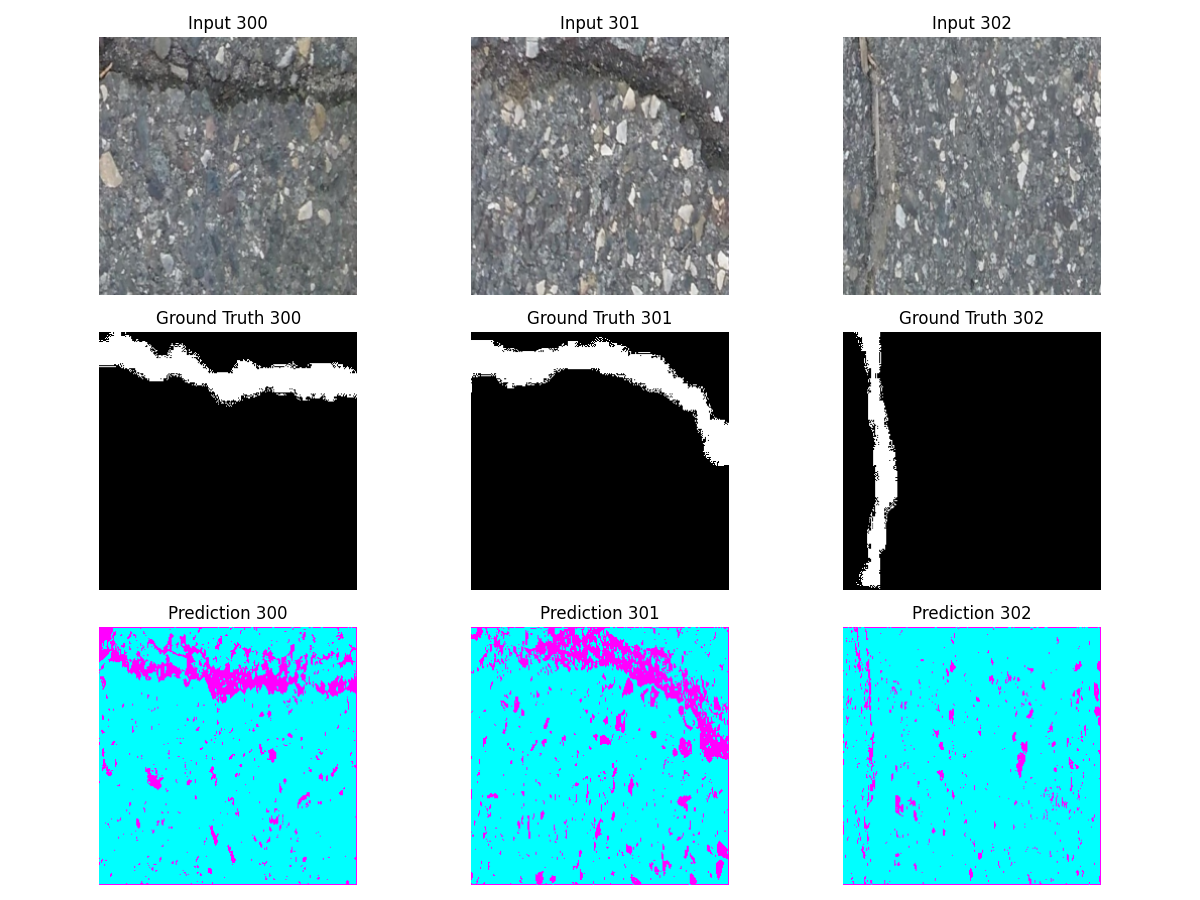 Input 300
Input 301
Input 302
Ground Truth 300
Ground Truth 301
Ground Truth 302
Prediction 300
Prediction 301
Prediction 302